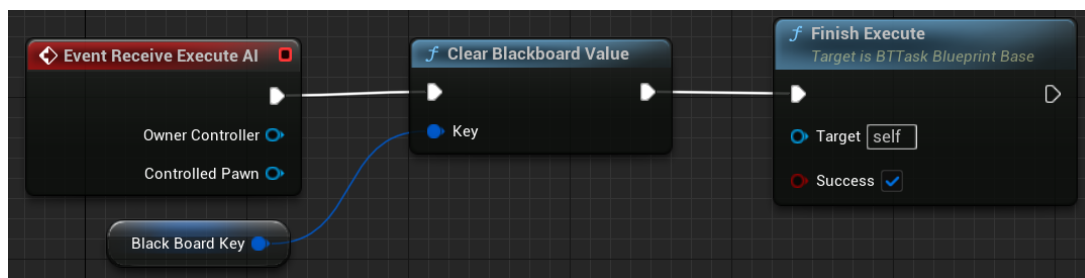 Event Receive Execute AI
Owner Controller
Controlled Pawn
Black Board Key
f Clear Blackboard Value
Key
f Finish Execute
Target is BTTask Blueprint Base
Target self
Success